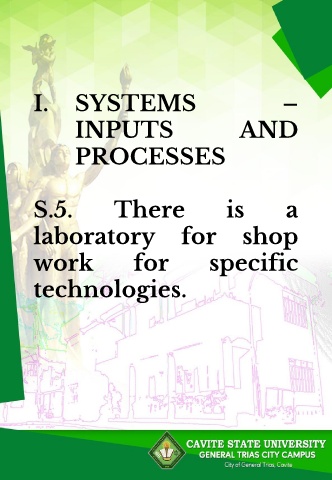 I. SYSTEMS –
INPUTS AND
PROCESSES
S.5. There is a
laboratory for shop
work for specific
technologies.
CAVITE STATE UNIVERSITY
GENERAL TRIAS CITY CAMPUS
City of General Trias, Cavite